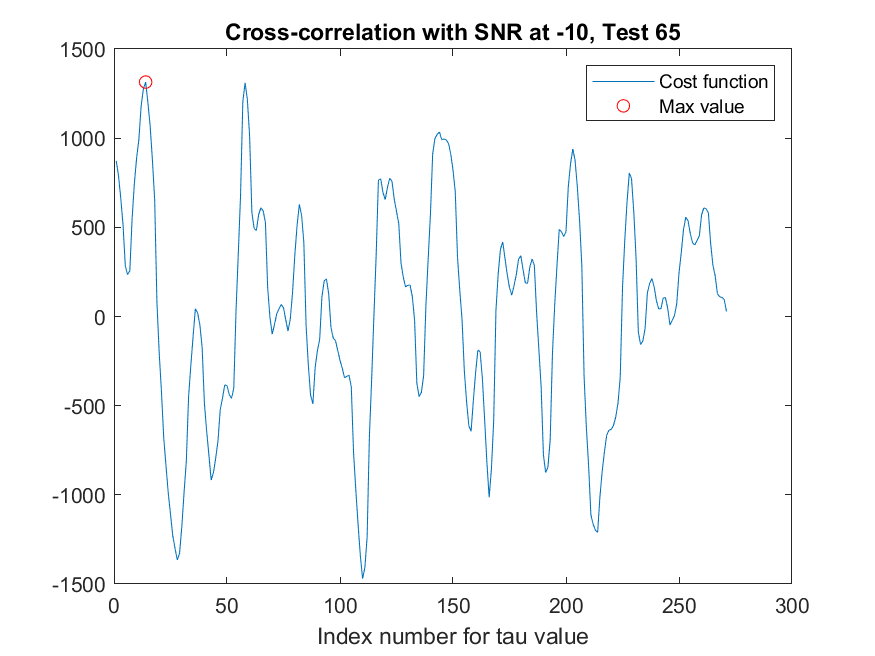 Cross-correlation with SNR at -10, Test 65
1500
Cost function
Max value
1000
500
0
-500
-1000
-1500
0 50 100 150 200 250 300
Index number for tau value